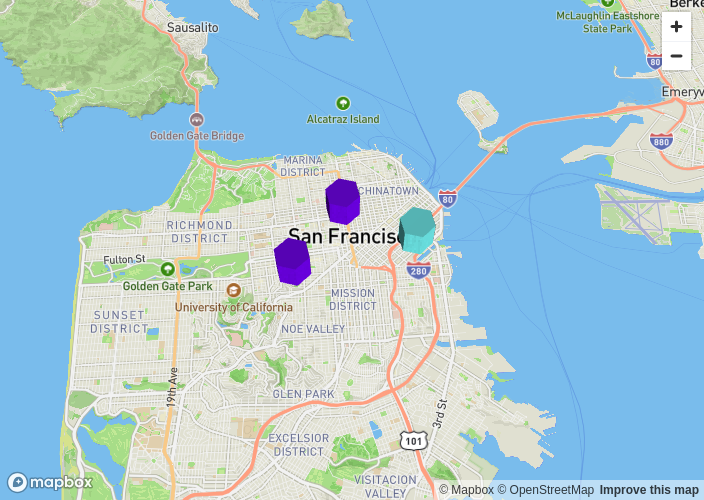 McLaughlin Eastshore
State Park
Berke
+
Sausalito
80
Emeryv
Alcatraz Island
Golden Gate Bridge
880
MARINA
DISTRICT
CHINATOWN
80
RICHMOND
DISTRICT
San Francisc
Fulton St
280
Golden Gate Park
University of California
MISSION
DISTRICT
SUNSET
DISTRICT
NOE VALLEY
19th Ave
GLEN PARK
3rd St
101
EXCELSIOR
DISTRICT
VISITACION
VALLEY
mapbox
© Mapbox © OpenStreetMap Improve this map